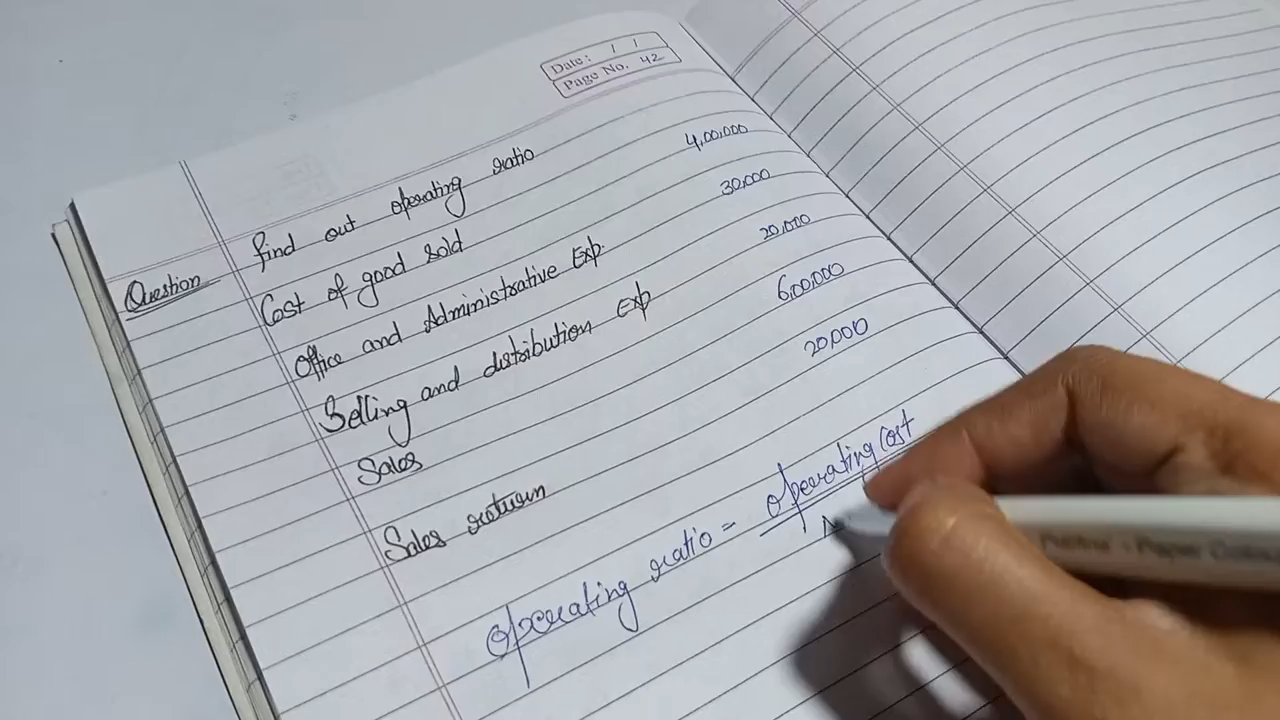 Date: / /
Page No. 42
Question find out operating ratio
Cost of good sold 4,00,000
Office and Administrative Exp. 30,000
Selling and distribution Exp 20,000
Sales 6,00,000
Sales return 20,000
Operating ratio = operating cost
N